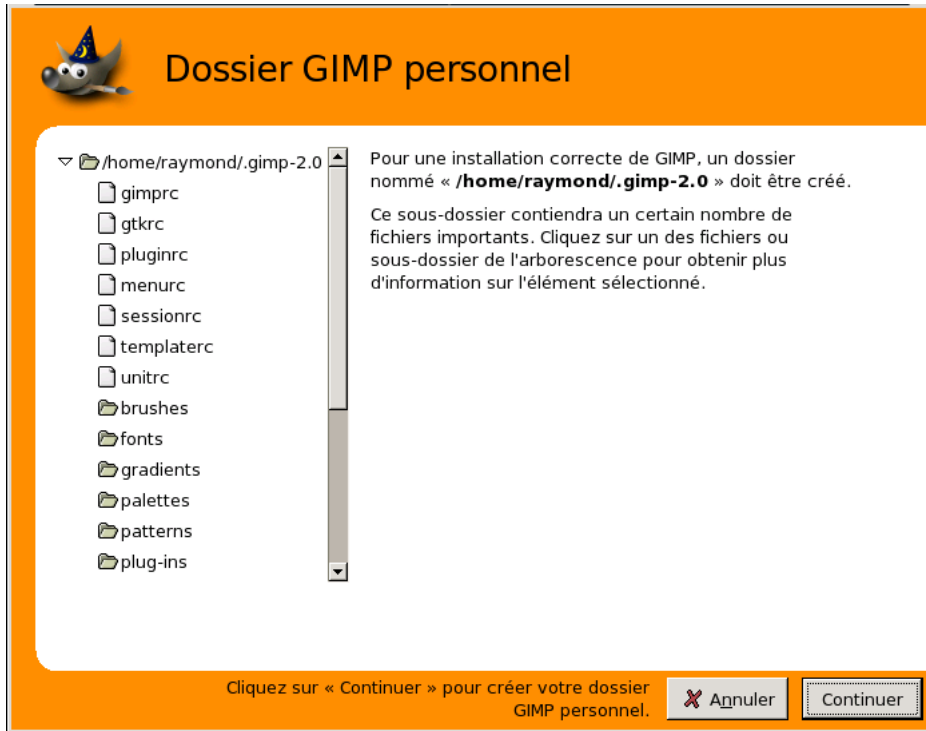 Dossier GIMP personnel
/home/raymond/.gimp-2.0
gimprc
gtkrc
pluginrc
menurc
sessionrc
templaterc
unitrc
brushes
fonts
gradients
palettes
patterns
plug-ins
Pour une installation correcte de GIMP, un dossier
nommé « /home/raymond/.gimp-2.0 » doit être créé.
Ce sous-dossier contiendra un certain nombre de
fichiers importants. Cliquez sur un des fichiers ou
sous-dossier de l'arborescence pour obtenir plus
d'information sur l'élément sélectionné.
Cliquez sur « Continuer » pour créer votre dossier
GIMP personnel.
Annuler
Continuer